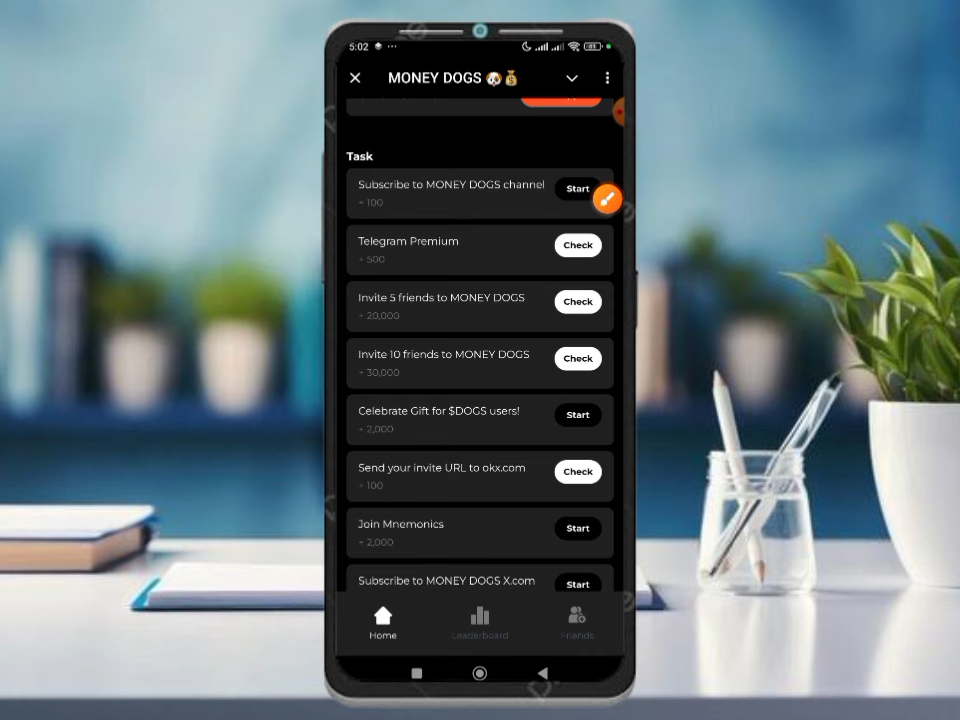 5:02
81
MONEY DOGS 🐶💰
Task
Subscribe to MONEY DOGS channel
Start
+ 100
Telegram Premium
Check
+ 500
Invite 5 friends to MONEY DOGS
Check
+ 20,000
Invite 10 friends to MONEY DOGS
Check
+ 30,000
Celebrate Gift for $DOGS users!
Start
+ 2,000
Send your invite URL to okx.com
Check
+ 100
Join Mnemonics
Start
+ 2,000
Subscribe to MONEY DOGS X.com
Start
Home
Leaderboard
Friends